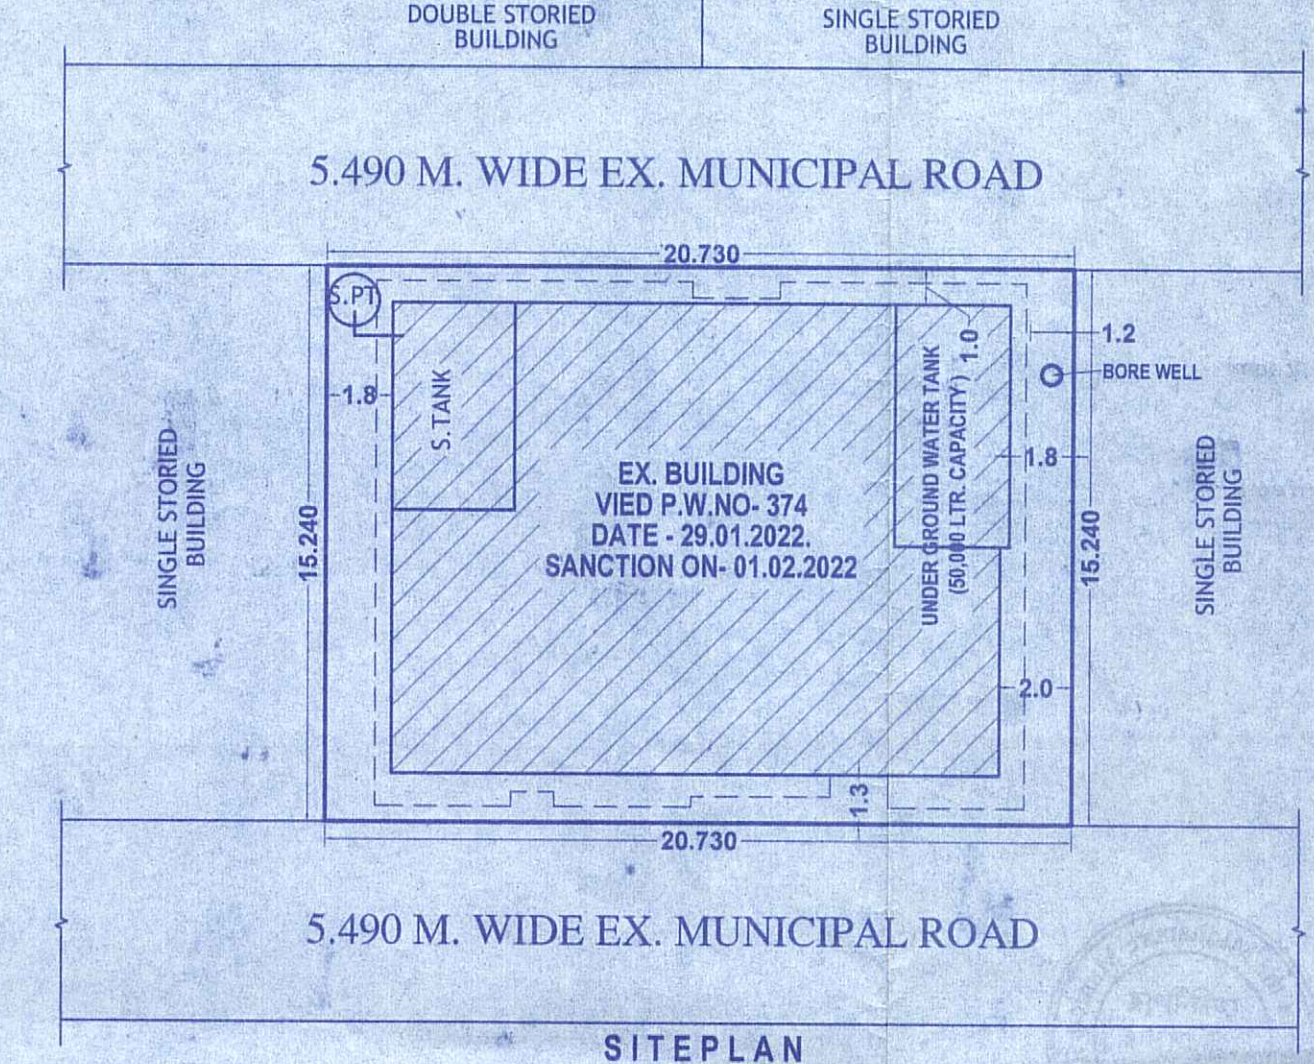 DOUBLE STORIED
BUILDING
SINGLE STORIED
BUILDING
5.490 M. WIDE EX. MUNICIPAL ROAD
20.730
S.PT
1.8
S.TANK
1.0
1.2
BORE WELL
UNDER GROUND WATER TANK
(50,000 LTR. CAPACITY)
1.8
SINGLE STORIED
BUILDING
15.240
EX. BUILDING
VIED P.W.NO- 374
DATE - 29.01.2022.
SANCTION ON- 01.02.2022
15.240
SINGLE STORIED
BUILDING
2.0
1.3
20.730
5.490 M. WIDE EX. MUNICIPAL ROAD
SITEPLAN